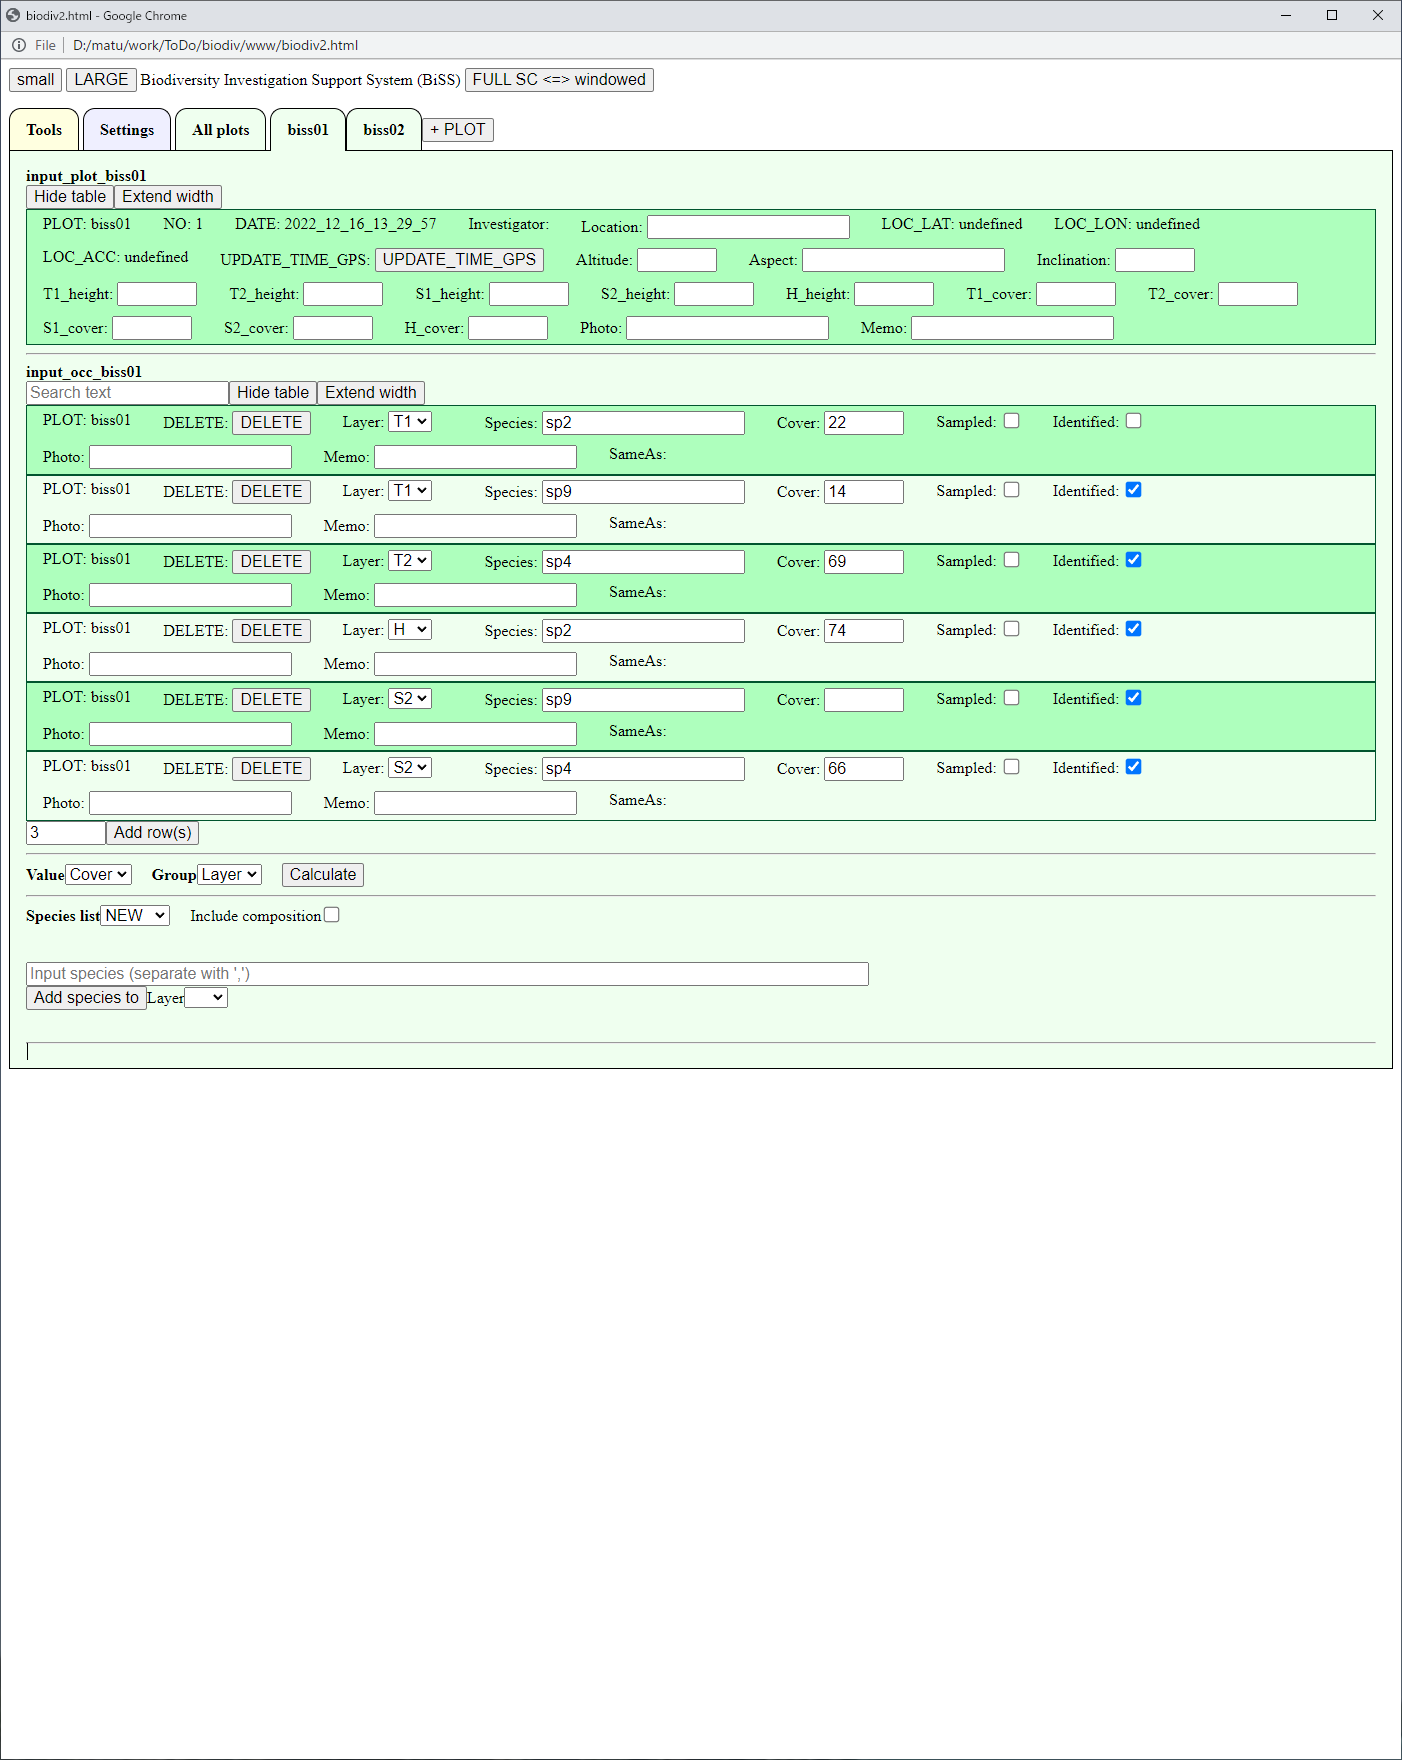 biodiv2.html - Google Chrome
File D:/matu/work/ToDo/biodiv/www/biodiv2.html
small LARGE Biodiversity Investigation Support System (BiSS) FULL SC <=> windowed
Tools Settings All plots biss01 biss02 + PLOT
input_plot_biss01
Hide table Extend width
PLOT: biss01 NO: 1 DATE: 2022_12_16_13_29_57 Investigator: Location: LOC_LAT: undefined LOC_LON: undefined
LOC_ACC: undefined UPDATE_TIME_GPS: UPDATE_TIME_GPS Altitude: Aspect: Inclination:
T1_height: T2_height: S1_height: S2_height: H_height: T1_cover: T2_cover:
S1_cover: S2_cover: H_cover: Photo: Memo:
input_occ_biss01
Search text Hide table Extend width
PLOT: biss01 DELETE: DELETE Layer: T1 Species: sp2 Cover: 22 Sampled: Identified:
Photo: Memo: SameAs:
PLOT: biss01 DELETE: DELETE Layer: T1 Species: sp9 Cover: 14 Sampled: Identified:
Photo: Memo: SameAs:
PLOT: biss01 DELETE: DELETE Layer: T2 Species: sp4 Cover: 69 Sampled: Identified:
Photo: Memo: SameAs:
PLOT: biss01 DELETE: DELETE Layer: H Species: sp2 Cover: 74 Sampled: Identified:
Photo: Memo: SameAs:
PLOT: biss01 DELETE: DELETE Layer: S2 Species: sp9 Cover: Sampled: Identified:
Photo: Memo: SameAs:
PLOT: biss01 DELETE: DELETE Layer: S2 Species: sp4 Cover: 66 Sampled: Identified:
Photo: Memo: SameAs:
3 Add row(s)
Value Cover Group Layer Calculate
Species list NEW Include composition
Input species (separate with ',')
Add species to Layer